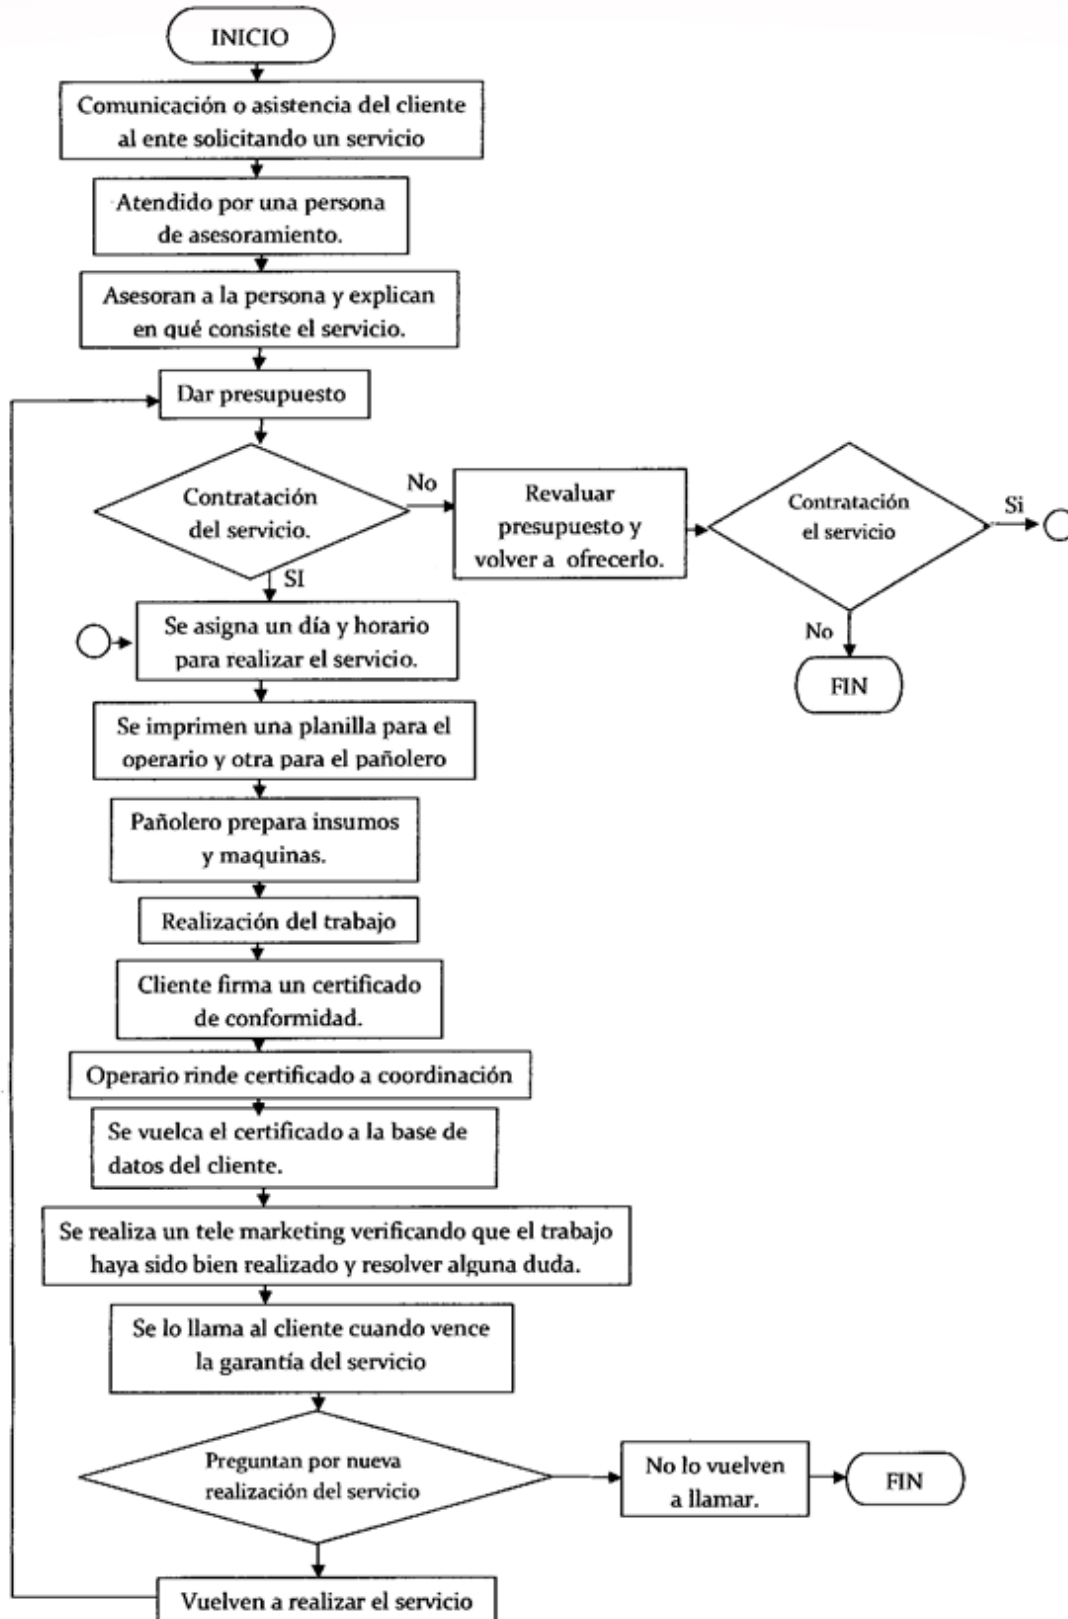 INICIO
Comunicación o asistencia del cliente
al ente solicitando un servicio
Atendido por una persona
de asesoramiento.
Asesoran a la persona y explican
en qué consiste el servicio.
Dar presupuesto
Contratación
del servicio.
No
Revaluar
presupuesto y
volver a ofrecerlo.
Contratación
el servicio
Si
No
FIN
SI
Se asigna un día y horario
para realizar el servicio.
Se imprimen una planilla para el
operario y otra para el pañolero
Pañolero prepara insumos
y maquinas.
Realización del trabajo
Cliente firma un certificado
de conformidad.
Operario rinde certificado a coordinación
Se vuelca el certificado a la base de
datos del cliente.
Se realiza un tele marketing verificando que el trabajo
haya sido bien realizado y resolver alguna duda.
Se lo llama al cliente cuando vence
la garantía del servicio
Preguntan por nueva
realización del servicio
No lo vuelven
a llamar.
FIN
Vuelven a realizar el servicio